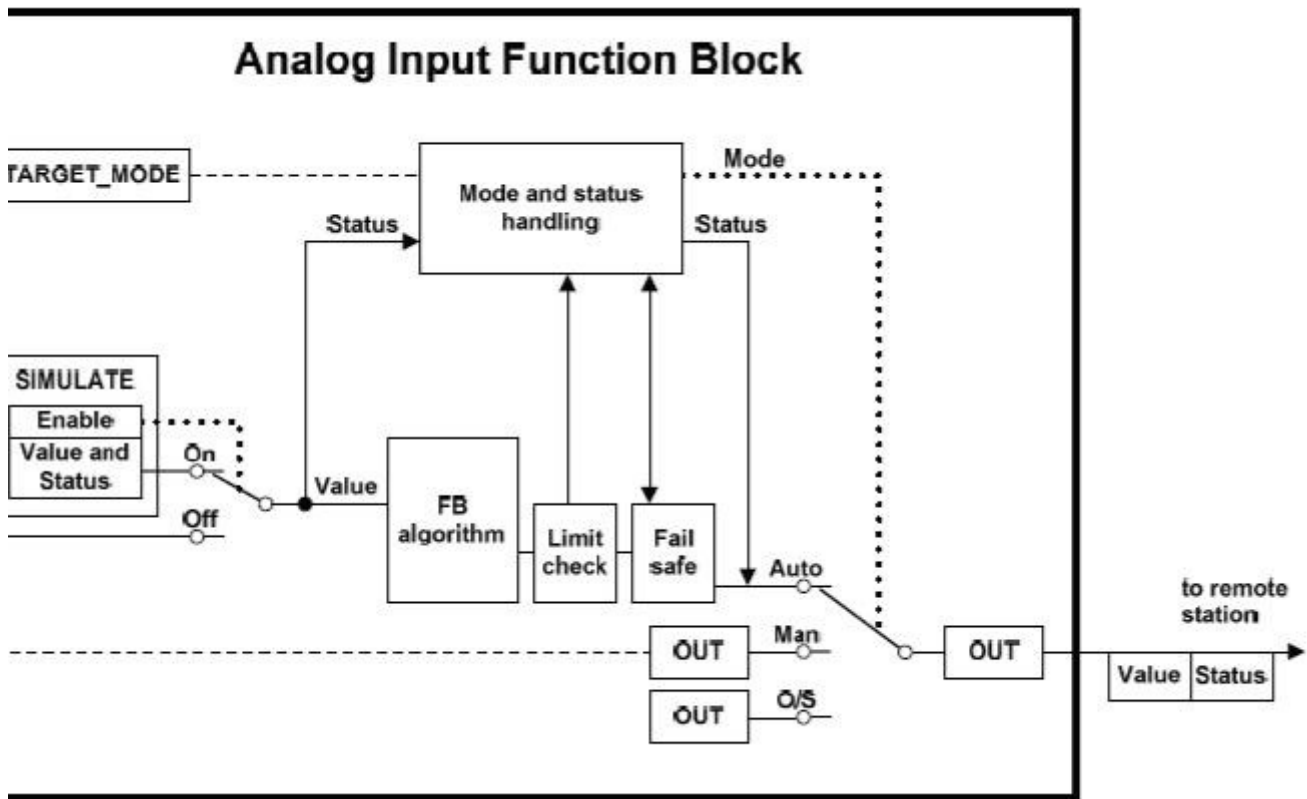 Analog Input Function Block
TARGET_MODE
Mode and status
handling
Mode
Status
Status
SIMULATE
Enable
Value and
Status
On
Off
Value
FB
algorithm
Limit
check
Fail
safe
Auto
OUT
Man
OUT
O/S
OUT
to remote
station
Value
Status